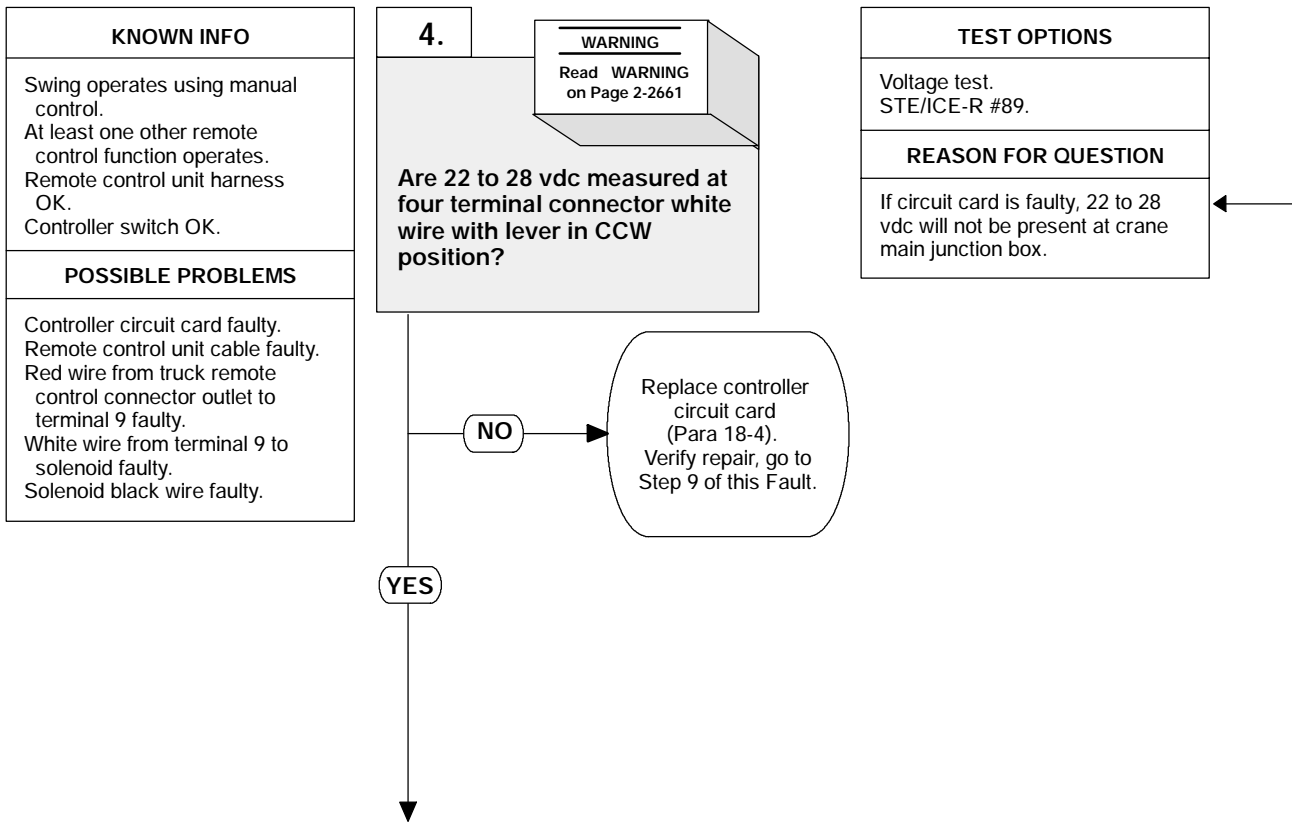 KNOWN INFO
Swing operates using manual
control.
At least one other remote
control function operates.
Remote control unit harness
OK.
Controller switch OK.
POSSIBLE PROBLEMS
Controller circuit card faulty.
Remote control unit cable faulty.
Red wire from truck remote
control connector outlet to
terminal 9 faulty.
White wire from terminal 9 to
solenoid faulty.
Solenoid black wire faulty.
4.
WARNING
Read WARNING
on Page 2-2661
Are 22 to 28 vdc measured at
four terminal connector white
wire with lever in CCW
position?
TEST OPTIONS
Voltage test.
STE/ICE-R #89.
REASON FOR QUESTION
If circuit card is faulty, 22 to 28
vdc will not be present at crane
main junction box.
NO
Replace controller
circuit card
(Para 18-4).
Verify repair, go to
Step 9 of this Fault.
YES